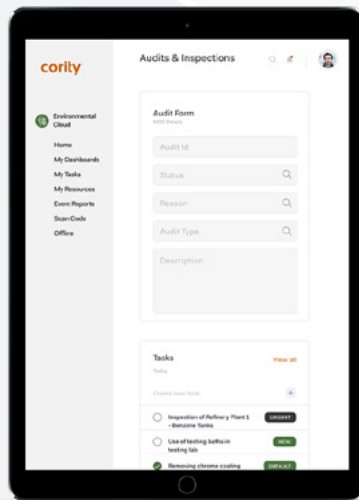 cority
Environmental
Cloud
Home
My Dashboards
My Tasks
My Resources
Event Reports
Scan Code
Offline
Audits & Inspections
Audit Form
Audit Id
Status
Reason
Audit Type
Description
Tasks
View all
Today
Create new task
Inspection of Refinery Plant 1
- Benzene Tanks
URGENT
Use of testing baths in
testing lab
NEW
Removing chrome coating
DEFAULT